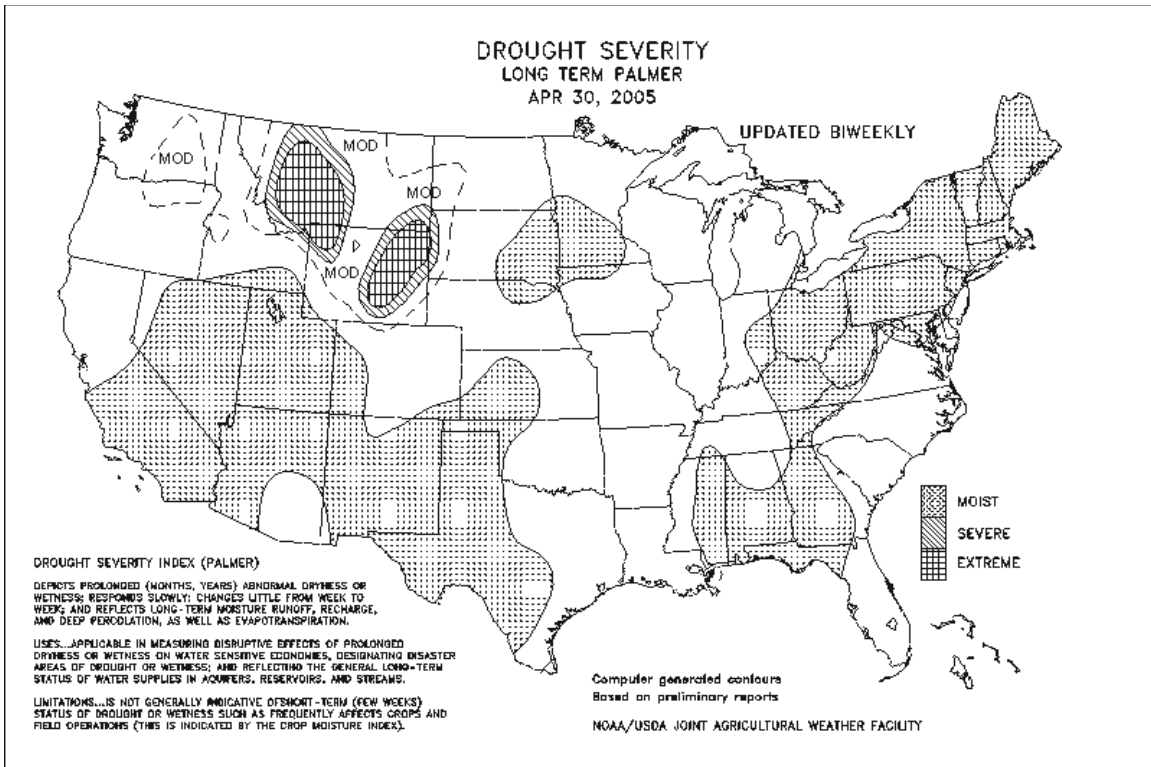 DROUGHT SEVERITY
LONG TERM PALMER
APR 30, 2005
UPDATED BIWEEKLY
MOD
MOD
MOD
MOD
MOIST
SEVERE
EXTREME
DROUGHT SEVERITY INDEX (PALMER)
DEPICTS PROLONGED (MONTHS, YEARS) ABNORMAL DRYNESS OR
WETNESS; RESPONDS SLOWLY; CHANGES LITTLE FROM WEEK TO
WEEK; AND REFLECTS LONG-TERM MOISTURE RUNOFF, RECHARGE,
AND DEEP PERCOLATION, AS WELL AS EVAPOTRANSPIRATION.
USES...APPLICABLE IN MEASURING DISRUPTIVE EFFECTS OF PROLONGED
DRYNESS OR WETNESS ON WATER SENSITIVE ECONOMIES, DESIGNATING DISASTER
AREAS OF DROUGHT OR WETNESS; AND REFLECTING THE GENERAL LONG-TERM
STATUS OF WATER SUPPLIES IN AQUIFERS, RESERVOIRS, AND STREAMS.
LIMITATIONS...IS NOT GENERALLY INDICATIVE OFSHORT-TERM (FEW WEEKS)
STATUS OF DROUGHT OR WETNESS SUCH AS FREQUENTLY AFFECTS CROPS AND
FIELD OPERATIONS (THIS IS INDICATED BY THE CROP MOISTURE INDEX).
Computer generated contours
Based on preliminary reports
NOAA/USDA JOINT AGRICULTURAL WEATHER FACILITY